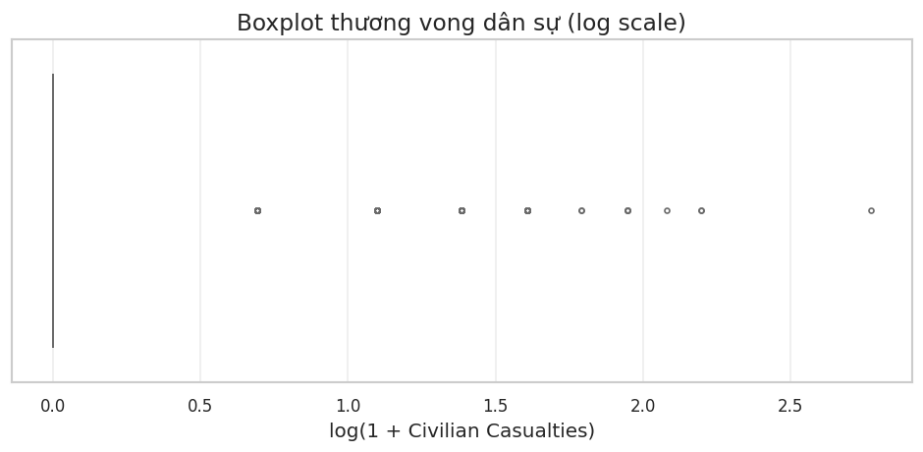 Boxplot thương vong dân sự (log scale)
0.0 0.5 1.0 1.5 2.0 2.5
log(1 + Civilian Casualties)